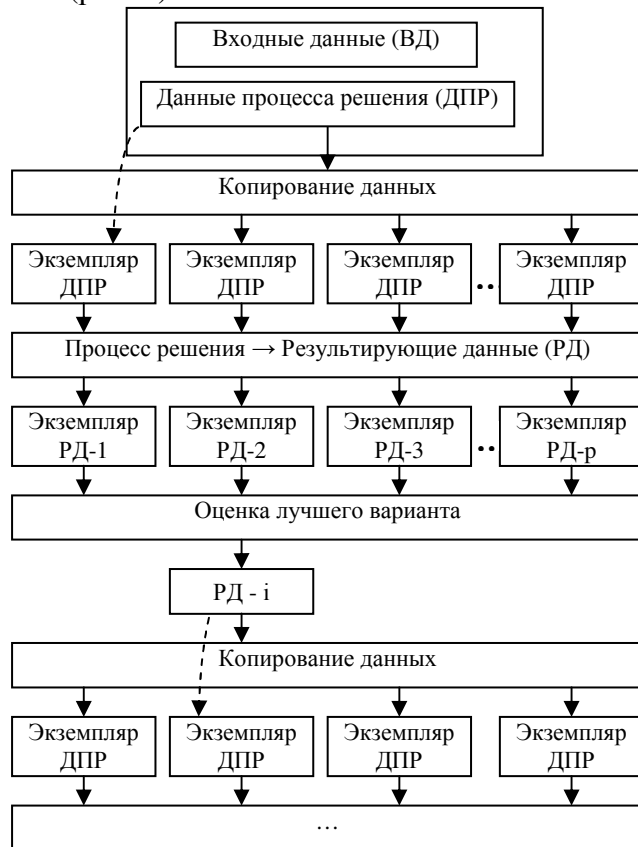 Входные данные (ВД)
Данные процесса решения (ДПР)
Копирование данных
Экземпляр ДПР
Экземпляр ДПР
Экземпляр ДПР
..
Экземпляр ДПР
Процесс решения → Результирующие данные (РД)
Экземпляр РД-1
Экземпляр РД-2
Экземпляр РД-3
..
Экземпляр РД-р
Оценка лучшего варианта
РД - i
Копирование данных
Экземпляр ДПР
Экземпляр ДПР
Экземпляр ДПР
Экземпляр ДПР
…